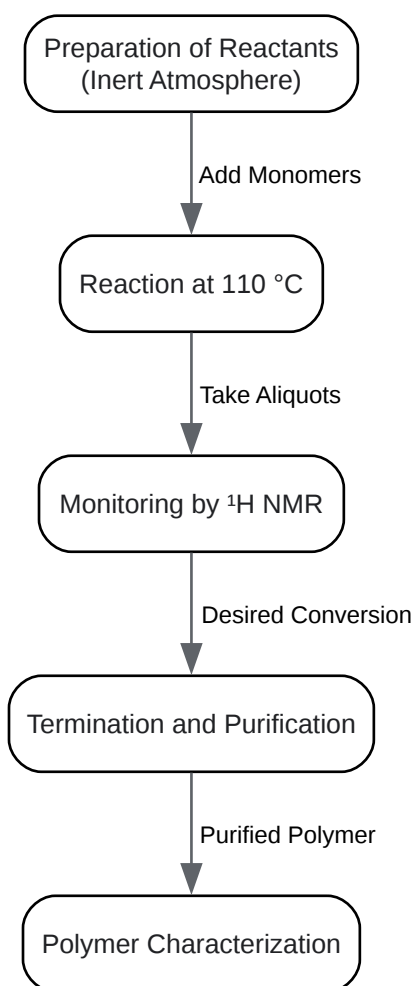 Preparation of Reactants
(Inert Atmosphere)
Add Monomers
Reaction at 110 °C
Take Aliquots
Monitoring by ¹H NMR
Desired Conversion
Termination and Purification
Purified Polymer
Polymer Characterization